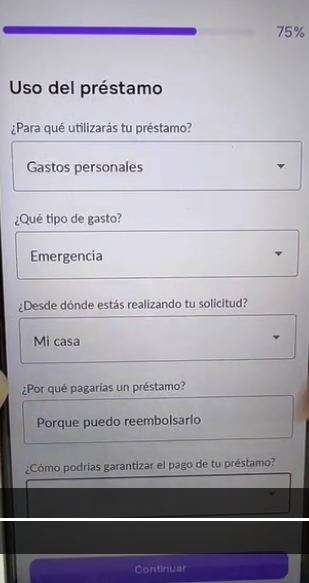 75%
Uso del préstamo
¿Para qué utilizarás tu préstamo?
Gastos personales
¿Qué tipo de gasto?
Emergencia
¿Desde dónde estás realizando tu solicitud?
Mi casa
¿Por qué pagarías un préstamo?
Porque puedo reembolsarlo
¿Cómo podrías garantizar el pago de tu préstamo?
Continuar